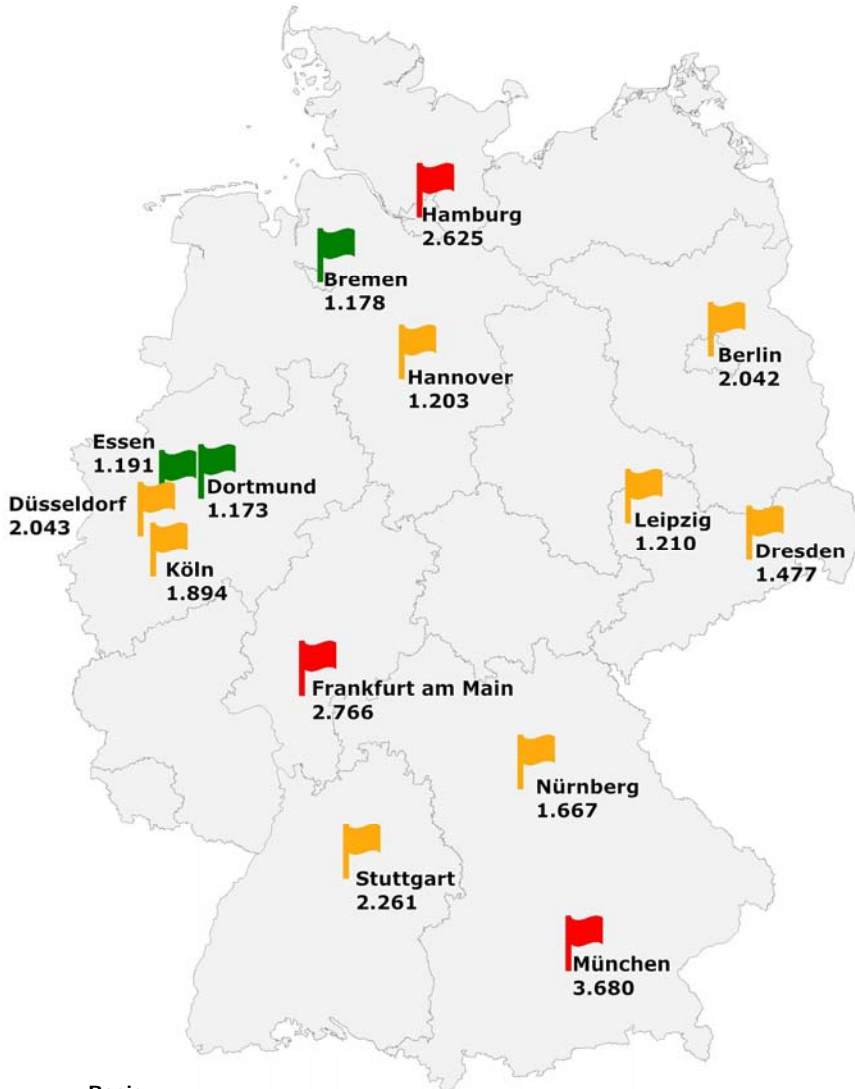 Hamburg
2.625
Bremen
1.178
Hannover
1.203
Berlin
2.042
Essen
1.191
Dortmund
1.173
Düsseldorf
2.043
Köln
1.894
Leipzig
1.210
Dresden
1.477
Frankfurt am Main
2.766
Nürnberg
1.667
Stuttgart
2.261
München
3.680